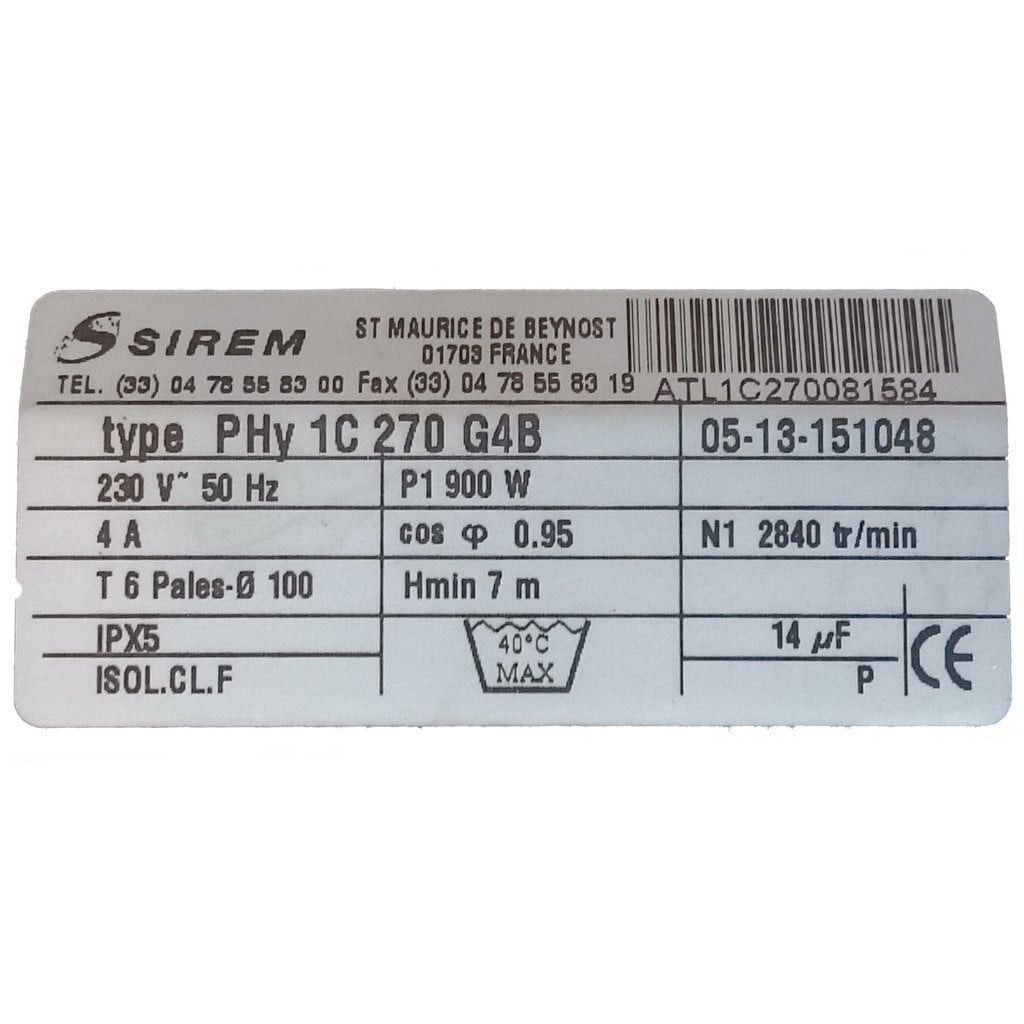 SIREM
ST MAURICE DE BEYNOST
01703 FRANCE
TEL. (33) 04 78 55 83 00 Fax (33) 04 78 55 83 19
ATL1C270081584
type PHy 1C 270 G4B
05-13-151048
230 V~ 50 Hz
P1 900 W
4 A
cos φ 0.95
N1 2840 tr/min
T 6 Pales-Ø 100
Hmin 7 m
IPX5
40°C
MAX
14 µF
CE
ISOL.CL.F
P